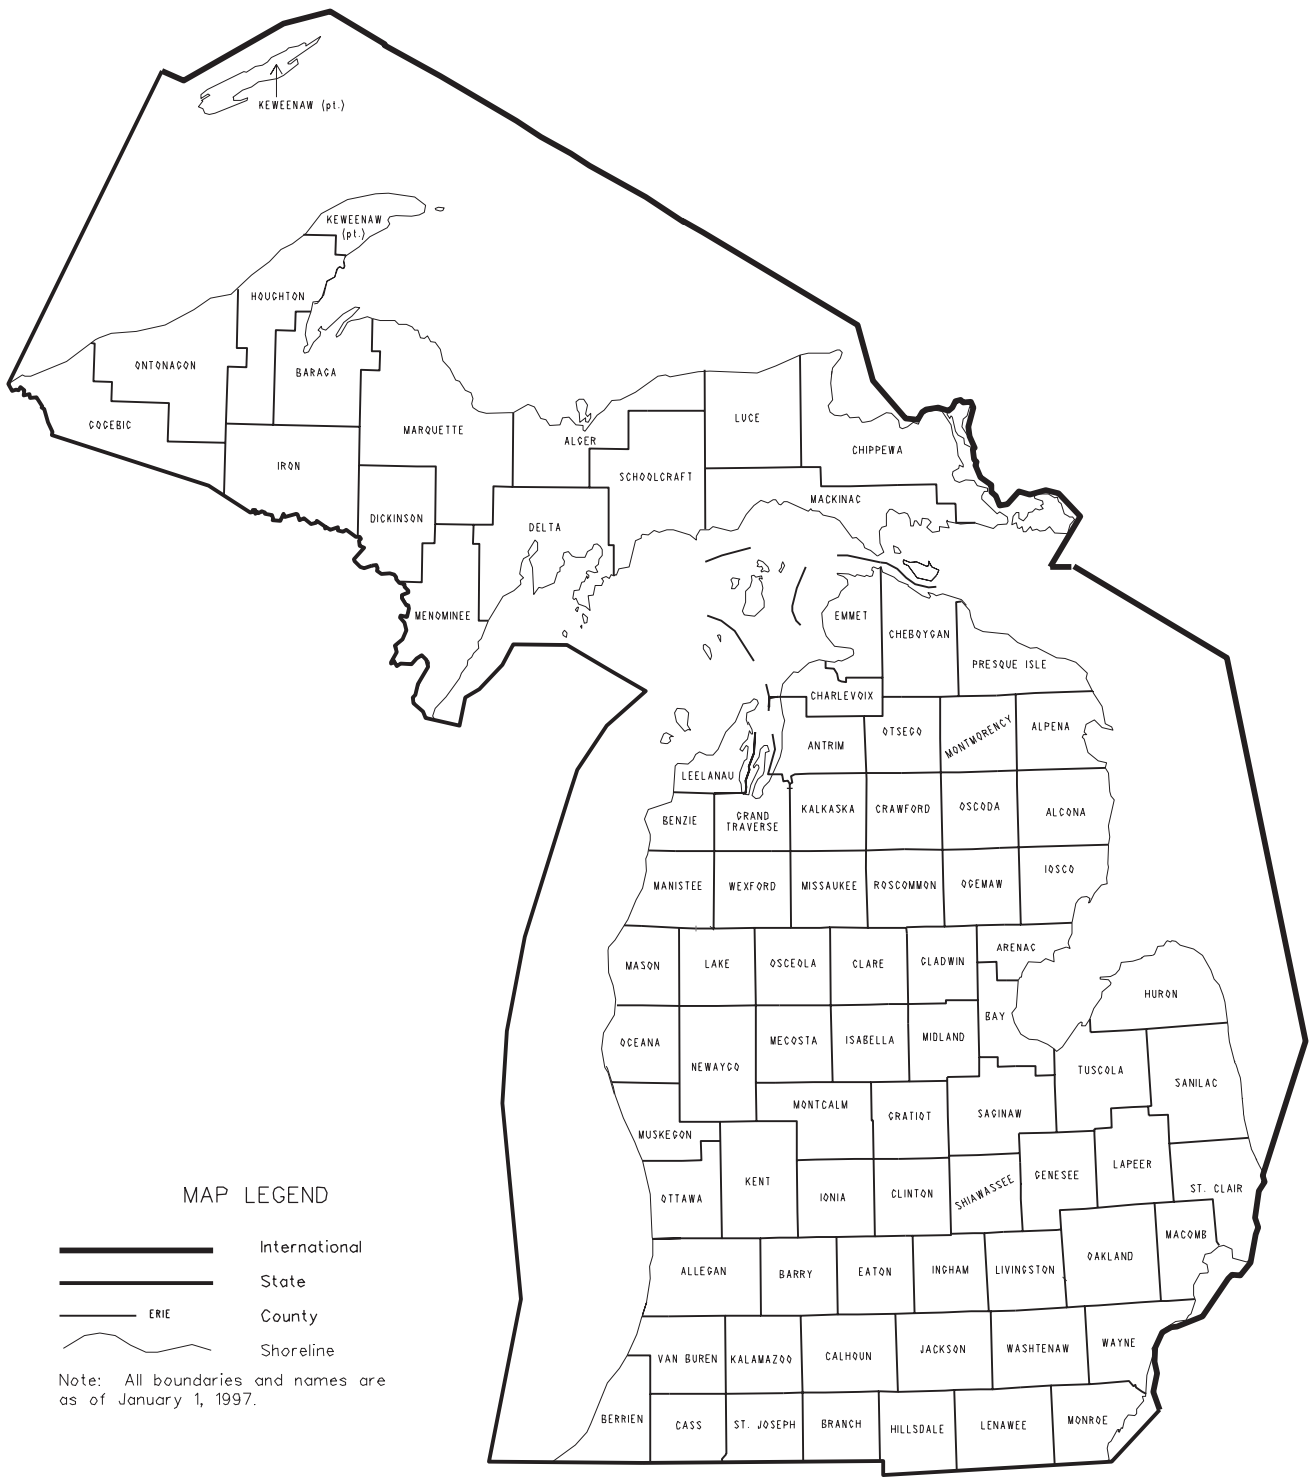 KEWEENAW (pt.)
KEWEENAW
(pt.)
HOUGHTON
ONTONAGON
BARAGA
GOGEBIC
MARQUETTE
LUCE
ALGER
CHIPPEWA
IRON
SCHOOLCRAFT
MACKINAC
DICKINSON
DELTA
MENOMINEE
EMMET
CHEBOYGAN
PRESQUE ISLE
CHARLEVOIX
ANTRIM
OTSEGO
MONTMORENCY
ALPENA
LEELANAU
BENZIE
GRAND
TRAVERSE
KALKASKA
CRAWFORD
OSCODA
ALCONA
MANISTEE
WEXFORD
MISSAUKEE
ROSCOMMON
OGEMAW
IOSCO
ARENAC
MASON
LAKE
OSCEOLA
CLARE
GLADWIN
HURON
BAY
OCEANA
NEWAYGO
MECOSTA
ISABELLA
MIDLAND
TUSCOLA
SANILAC
MONTCALM
GRATIOT
SAGINAW
MUSKEGON
KENT
OTTAWA
IONIA
CLINTON
SHIAWASSEE
GENESEE
LAPEER
ST. CLAIR
MACOMB
OAKLAND
ALLEGAN
BARRY
EATON
INGHAM
LIVINGSTON
VAN BUREN
KALAMAZOO
CALHOUN
JACKSON
WASHTENAW
WAYNE
BERRIEN
CASS
ST. JOSEPH
BRANCH
HILLSDALE
LENAWEE
MONROE
MAP LEGEND
International
State
ERIE County
Shoreline
Note: All boundaries and names are
as of January 1, 1997.